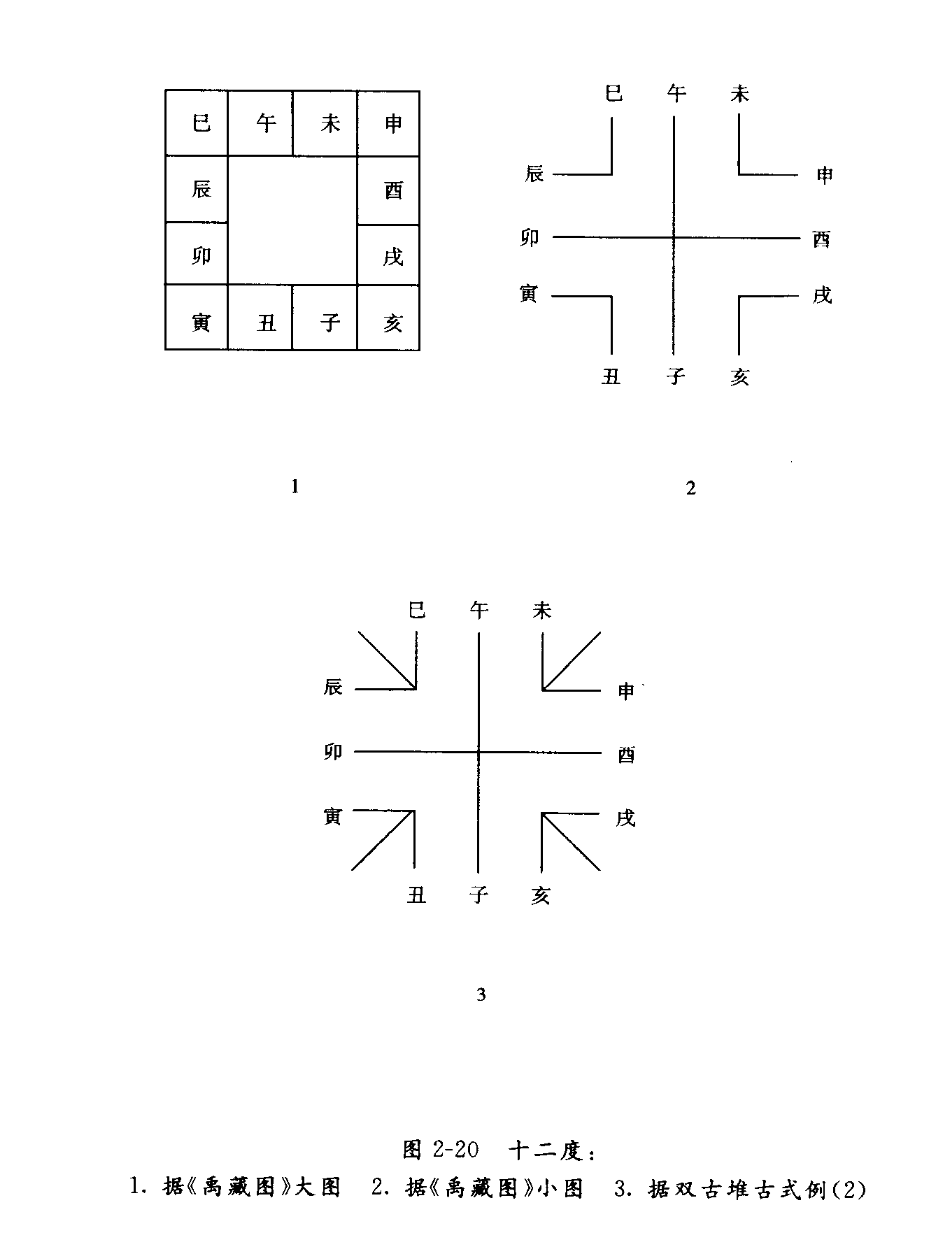 巳 午 未 申
辰 酉
卯 戌
寅 丑 子 亥
1
巳 午 未
辰 申
卯 酉
寅 戌
丑 子 亥
2
巳 午 未
辰 申
卯 酉
寅 戌
丑 子 亥
3
图 2-20 十二度：
1. 据《禹藏图》大图 2. 据《禹藏图》小图 3. 据双古堆古式例(2)